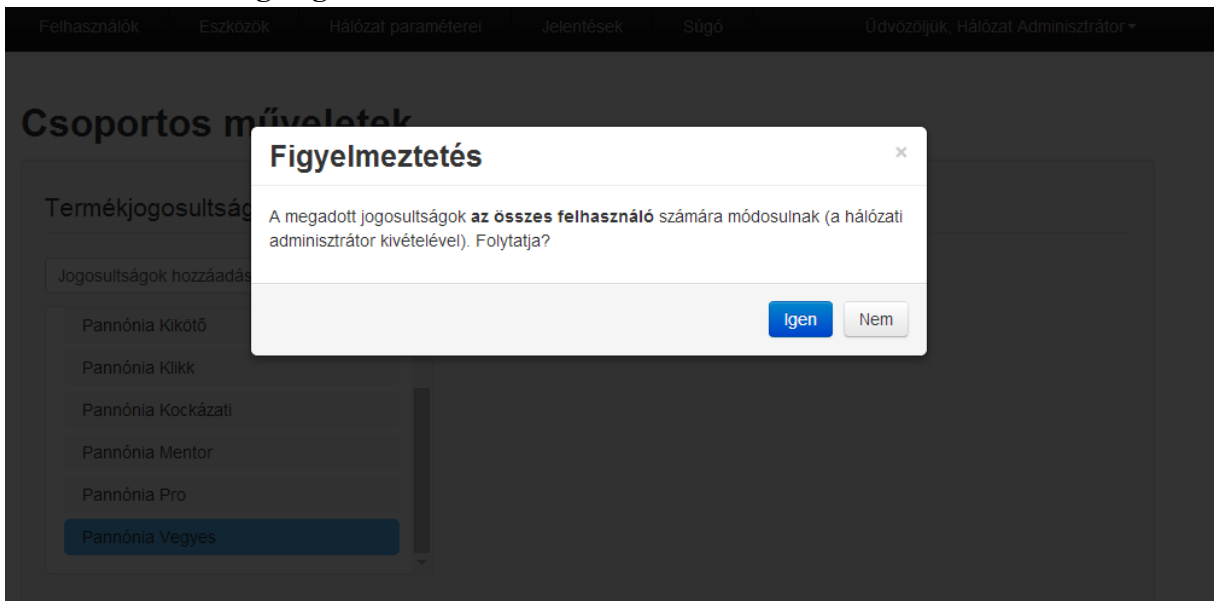 Felhasználók Eszközök Hálózat paraméterei Jelentések Súgó Üdvözöljük, Hálózat Adminisztrátor
Csoportos műveletek
Figyelmeztetés ×
Termékjogosultság
A megadott jogosultságok az összes felhasználó számára módosulnak (a hálózati
adminisztrátor kivételével). Folytatja?
Jogosultságok hozzáadás
Igen Nem
Pannónia Kikötő
Pannónia Klikk
Pannónia Kockázati
Pannónia Mentor
Pannónia Pro
Pannónia Vegyes